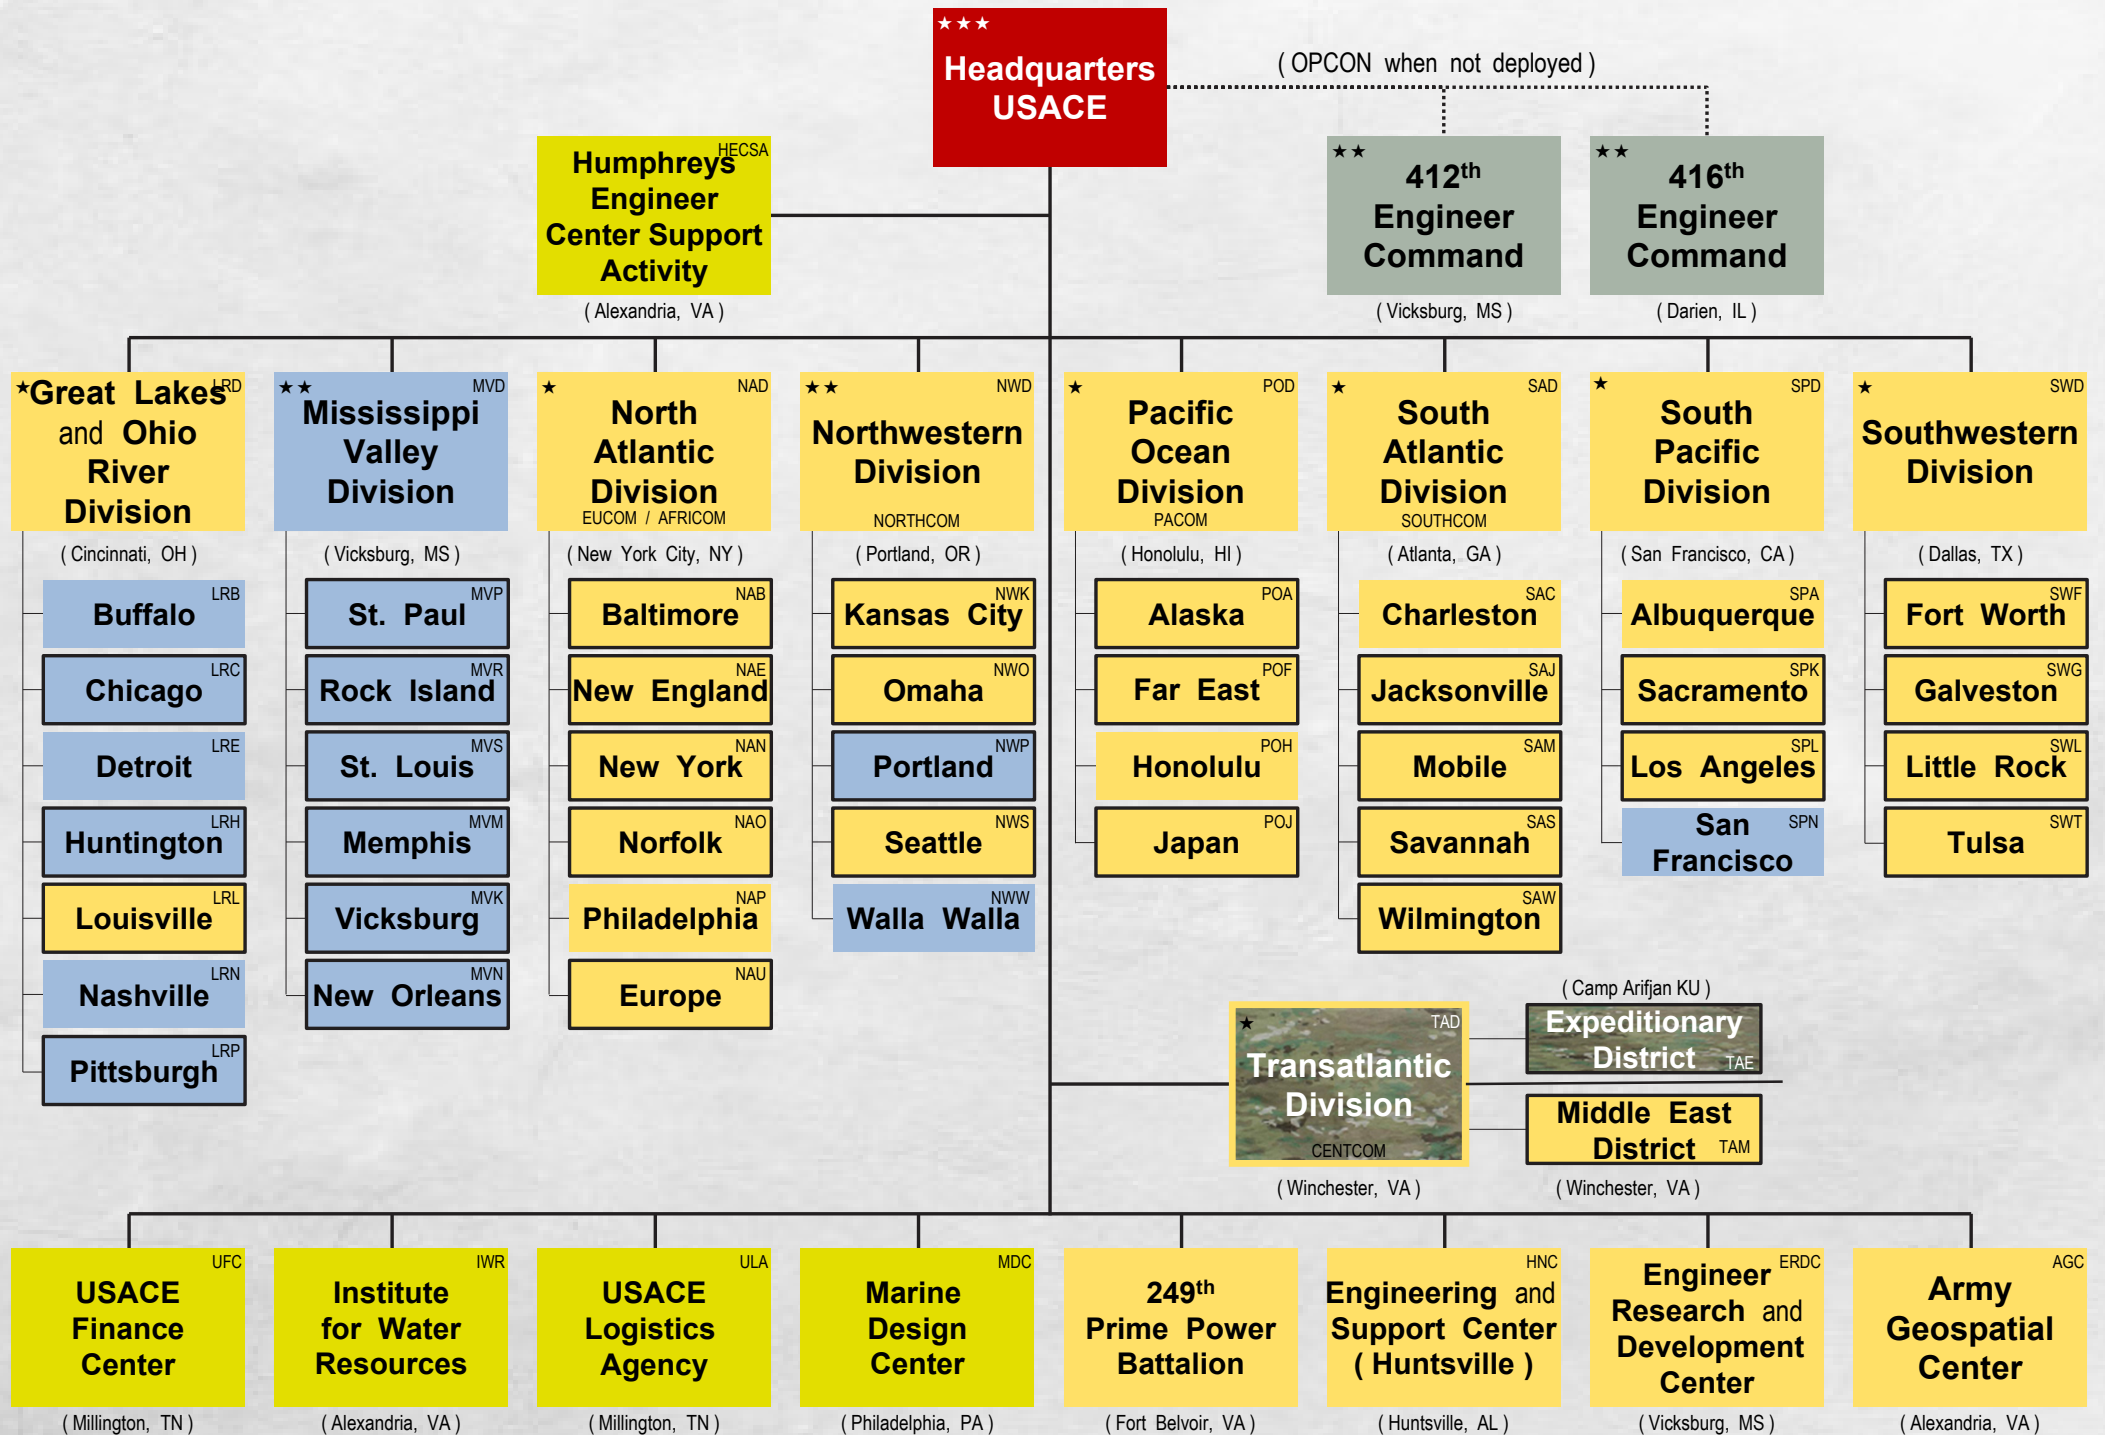 ★★★
Headquarters
USACE
( OPCON when not deployed )
HECSA
Humphreys
Engineer
Center Support
Activity
( Alexandria, VA )
★★
412th
Engineer
Command
( Vicksburg, MS )
★★
416th
Engineer
Command
( Darien, IL )
★ LRD
Great Lakes
and Ohio
River
Division
( Cincinnati, OH )
LRB
Buffalo
LRC
Chicago
LRE
Detroit
LRH
Huntington
LRL
Louisville
LRN
Nashville
LRP
Pittsburgh
★★ MVD
Mississippi
Valley
Division
( Vicksburg, MS )
MVP
St. Paul
MVR
Rock Island
MVS
St. Louis
MVM
Memphis
MVK
Vicksburg
MVN
New Orleans
★ NAD
North
Atlantic
Division
EUCOM / AFRICOM
( New York City, NY )
NAB
Baltimore
NAE
New England
NAN
New York
NAO
Norfolk
NAP
Philadelphia
NAU
Europe
★★ NWD
Northwestern
Division
NORTHCOM
( Portland, OR )
NWK
Kansas City
NWO
Omaha
NWP
Portland
NWS
Seattle
NWW
Walla Walla
★ POD
Pacific
Ocean
Division
PACOM
( Honolulu, HI )
POA
Alaska
POF
Far East
POH
Honolulu
POJ
Japan
★ SAD
South
Atlantic
Division
SOUTHCOM
( Atlanta, GA )
SAC
Charleston
SAJ
Jacksonville
SAM
Mobile
SAS
Savannah
SAW
Wilmington
★ SPD
South
Pacific
Division
( San Francisco, CA )
SPA
Albuquerque
SPK
Sacramento
SPL
Los Angeles
SPN
San
Francisco
★ SWD
Southwestern
Division
( Dallas, TX )
SWF
Fort Worth
SWG
Galveston
SWL
Little Rock
SWT
Tulsa
★ TAD
Transatlantic
Division
CENTCOM
( Winchester, VA )
( Camp Arifjan KU )
Expeditionary
District TAE
Middle East
District TAM
( Winchester, VA )
UFC
USACE
Finance
Center
( Millington, TN )
IWR
Institute
for Water
Resources
( Alexandria, VA )
ULA
USACE
Logistics
Agency
( Millington, TN )
MDC
Marine
Design
Center
( Philadelphia, PA )
249th
Prime Power
Battalion
( Fort Belvoir, VA )
HNC
Engineering and
Support Center
( Huntsville )
( Huntsville, AL )
ERDC
Engineer
Research and
Development
Center
( Vicksburg, MS )
AGC
Army
Geospatial
Center
( Alexandria, VA )